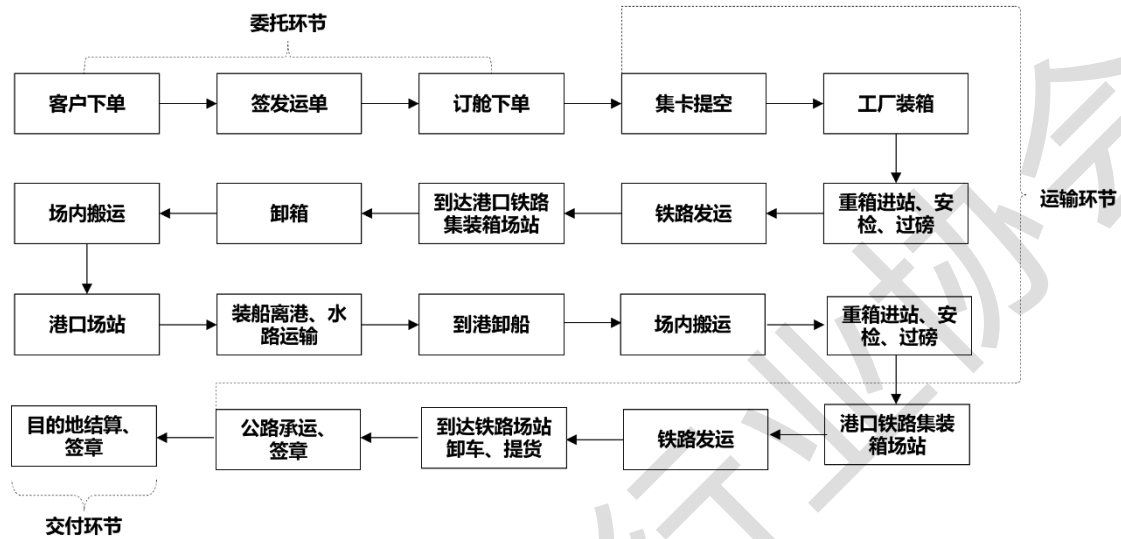 委托环节
客户下单
签发运单
订舱下单
集卡提空
工厂装箱
场内搬运
卸箱
到达港口铁路
集装箱场站
铁路发运
重箱进站、安
检、过磅
运输环节
港口场站
装船离港、水
路运输
到港卸船
场内搬运
重箱进站、安
检、过磅
目的地结算、
签章
公路承运、
签章
到达铁路场站
卸车、提货
铁路发运
港口铁路集装
箱场站
交付环节
行业协会